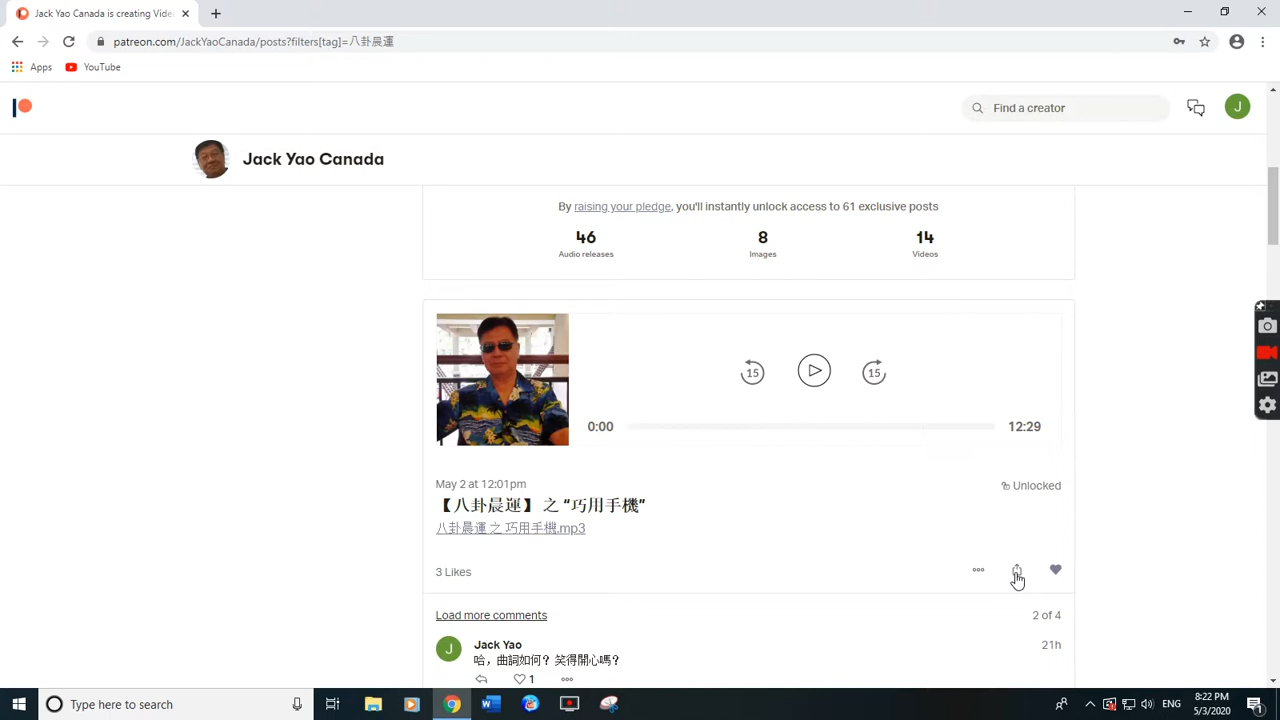 Jack Yao Canada is creating Vide
patreon.com/JackYaoCanada/posts?filters[tag]=八卦晨運
Apps
YouTube
Find a creator
J
Jack Yao Canada
By raising your pledge, you'll instantly unlock access to 61 exclusive posts
46 8 14
Audio releases Images Videos
15 15
0:00 12:29
May 2 at 12:01pm
Unlocked
【八卦晨運】 之 “巧用手機”
八卦晨運 之 巧用手機.mp3
3 Likes
Load more comments 2 of 4
J
Jack Yao 21h
哈，曲詞如何？ 笑得開心嗎？
1
Type here to search
ENG
8:22 PM
5/3/2020
1